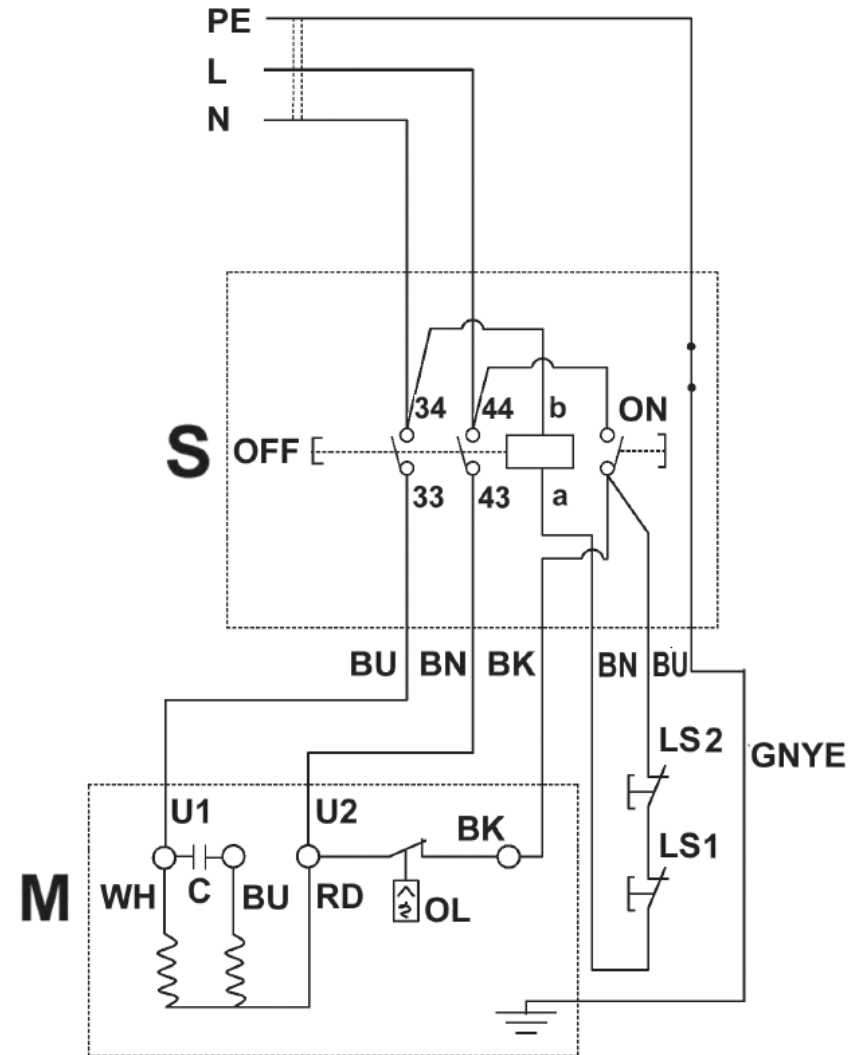 PE
L
N
34 44 b ON
S OFF
33 43 a
BU BN BK BN BU
LS2
GNYE
U1 U2 BK
LS1
M WH C BU RD OL